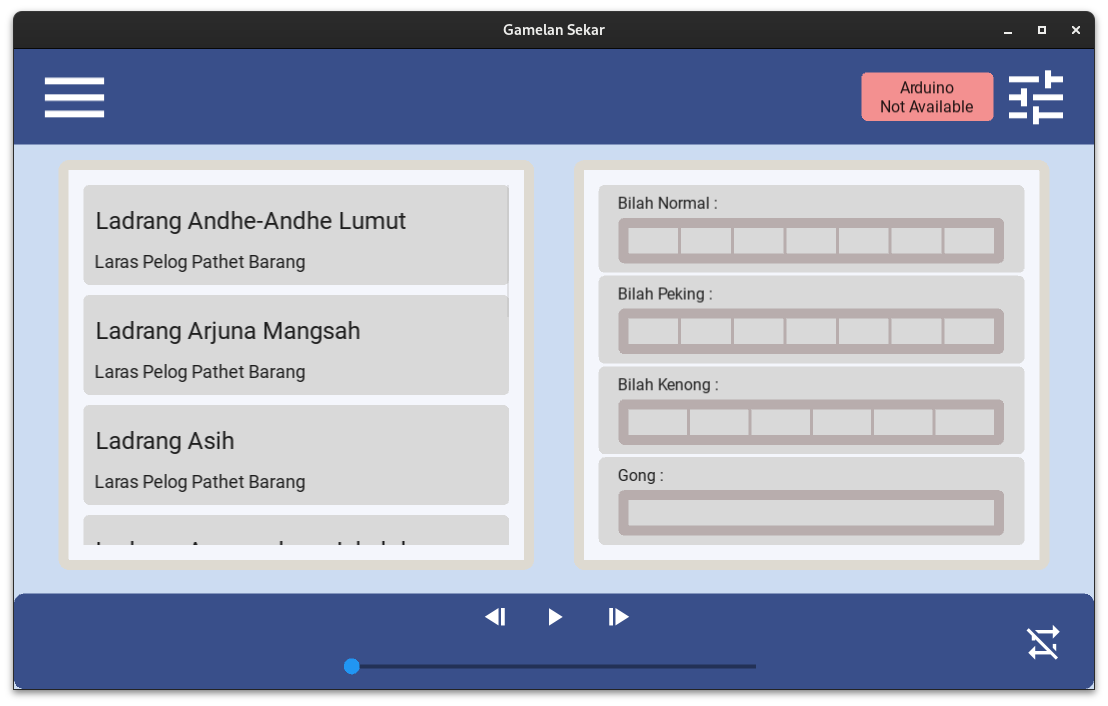 Gamelan Sekar
Arduino
Not Available
Ladrang Andhe-Andhe Lumut
Laras Pelog Pathet Barang
Ladrang Arjuna Mangsah
Laras Pelog Pathet Barang
Ladrang Asih
Laras Pelog Pathet Barang
Bilah Normal :
Bilah Peking :
Bilah Kenong :
Gong :